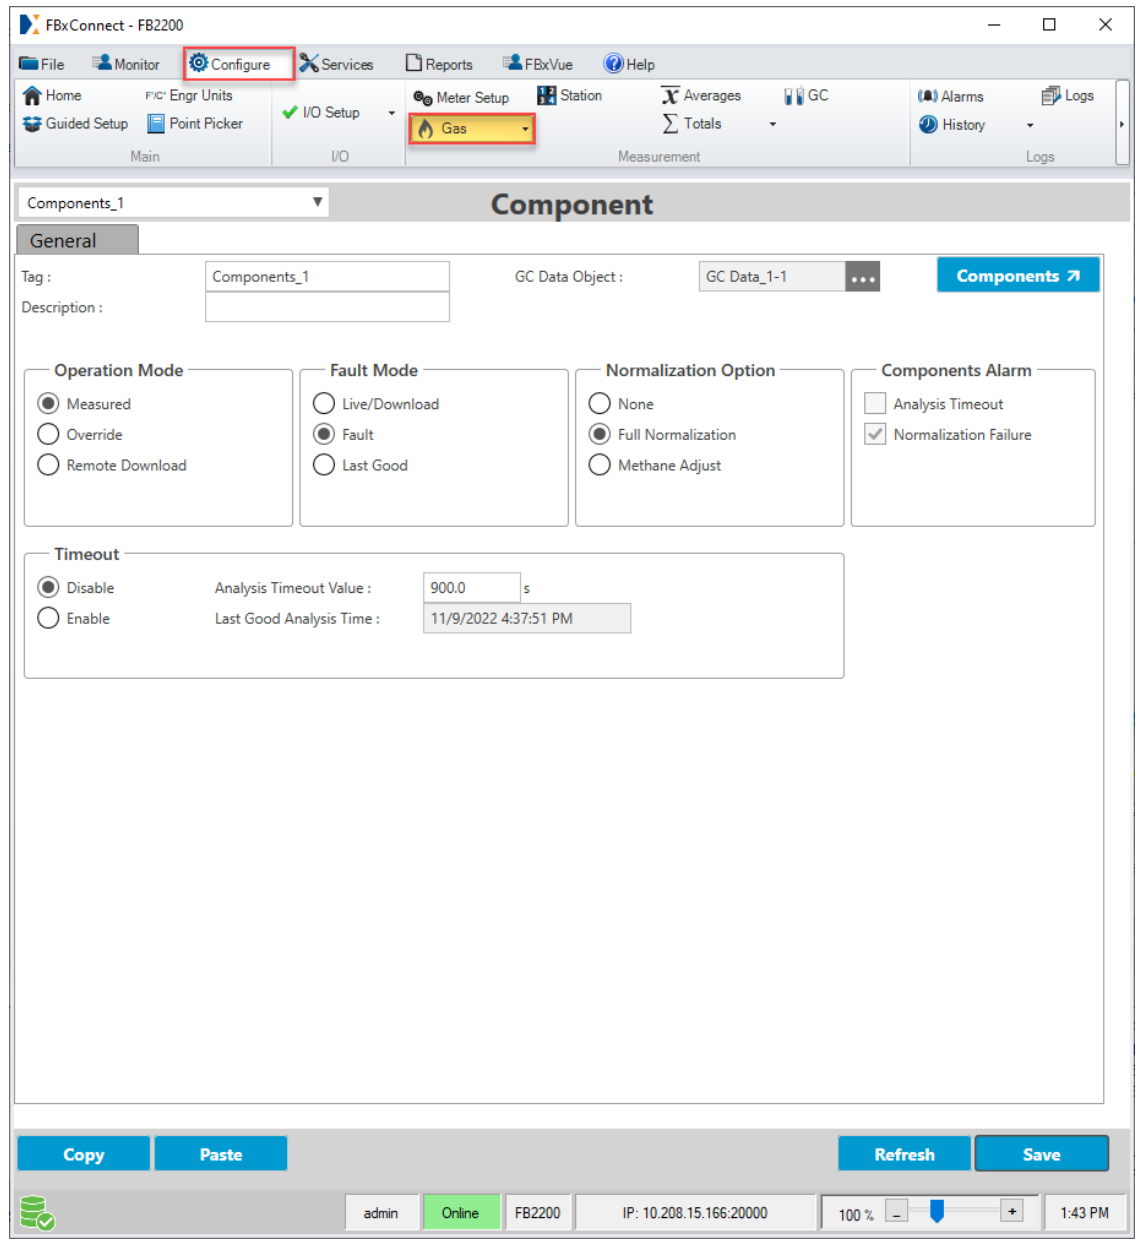 FBxConnect - FB2200
File Monitor Configure Services Reports FBxVue Help
Home F°/C° Engr Units I/O Setup Meter Setup Station Averages GC Alarms Logs
Guided Setup Point Picker Gas Totals History
Main I/O Measurement Logs
Components_1 Component
General
Tag : Components_1 GC Data Object : GC Data_1-1 ... Components
Description :
Operation Mode Fault Mode Normalization Option Components Alarm
Measured Live/Download None Analysis Timeout
Override Fault Full Normalization Normalization Failure
Remote Download Last Good Methane Adjust
Timeout
Disable Analysis Timeout Value : 900.0 s
Enable Last Good Analysis Time : 11/9/2022 4:37:51 PM
Copy Paste Refresh Save
admin Online FB2200 IP: 10.208.15.166:20000 100 % - + 1:43 PM